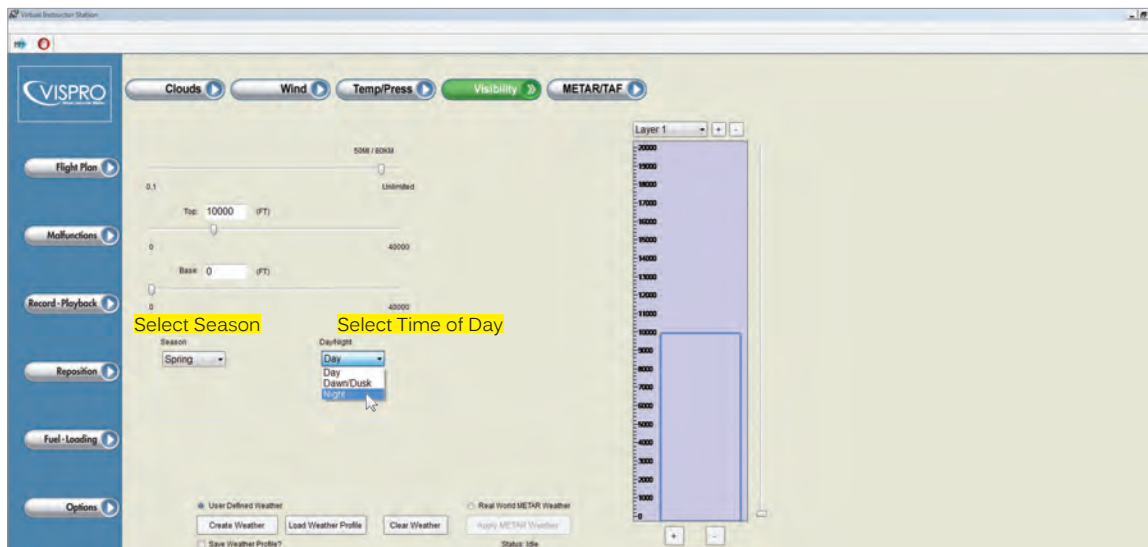 Virtual Instructor Station
VISPRO
Clouds
Wind
Temp/Press
Visibility
METAR/TAF
Flight Plan
Malfunctions
Record - Playback
Reposition
Fuel - Loading
Options
50MI / 80KM
0.1
Unlimited
Top: 10000 (FT)
0
40000
Base: 0 (FT)
0
40000
Select Season
Select Time of Day
Season
Day/Night
Spring
Day
Day
Dawn/Dusk
Night
User Defined Weather
Real World METAR Weather
Create Weather
Load Weather Profile
Clear Weather
Apply METAR Weather
Save Weather Profile?
Status: Idle
Layer 1
+
-
20000
19000
18000
17000
16000
15000
14000
13000
12000
11000
10000
9000
8000
7000
6000
5000
4000
3000
2000
1000
0
+
-